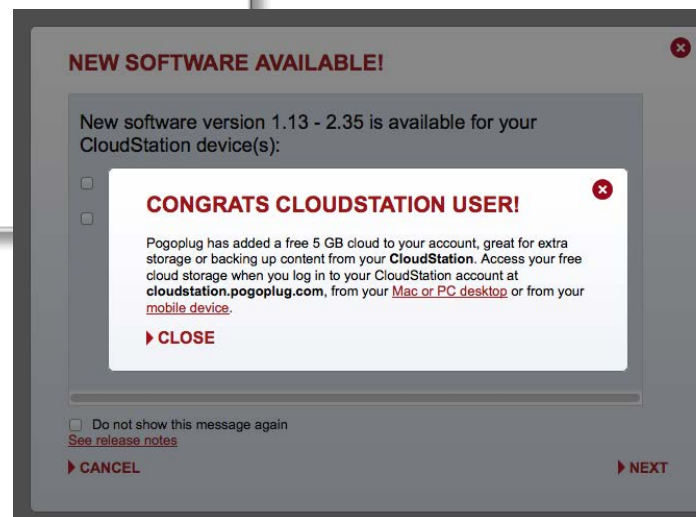 NEW SOFTWARE AVAILABLE!
New software version 1.13 - 2.35 is available for your
CloudStation device(s):
CONGRATS CLOUDSTATION USER!
Pogoplug has added a free 5 GB cloud to your account, great for extra
storage or backing up content from your CloudStation. Access your free
cloud storage when you log in to your CloudStation account at
cloudstation.pogoplug.com, from your Mac or PC desktop or from your
mobile device.
CLOSE
Do not show this message again
See release notes
CANCEL
NEXT